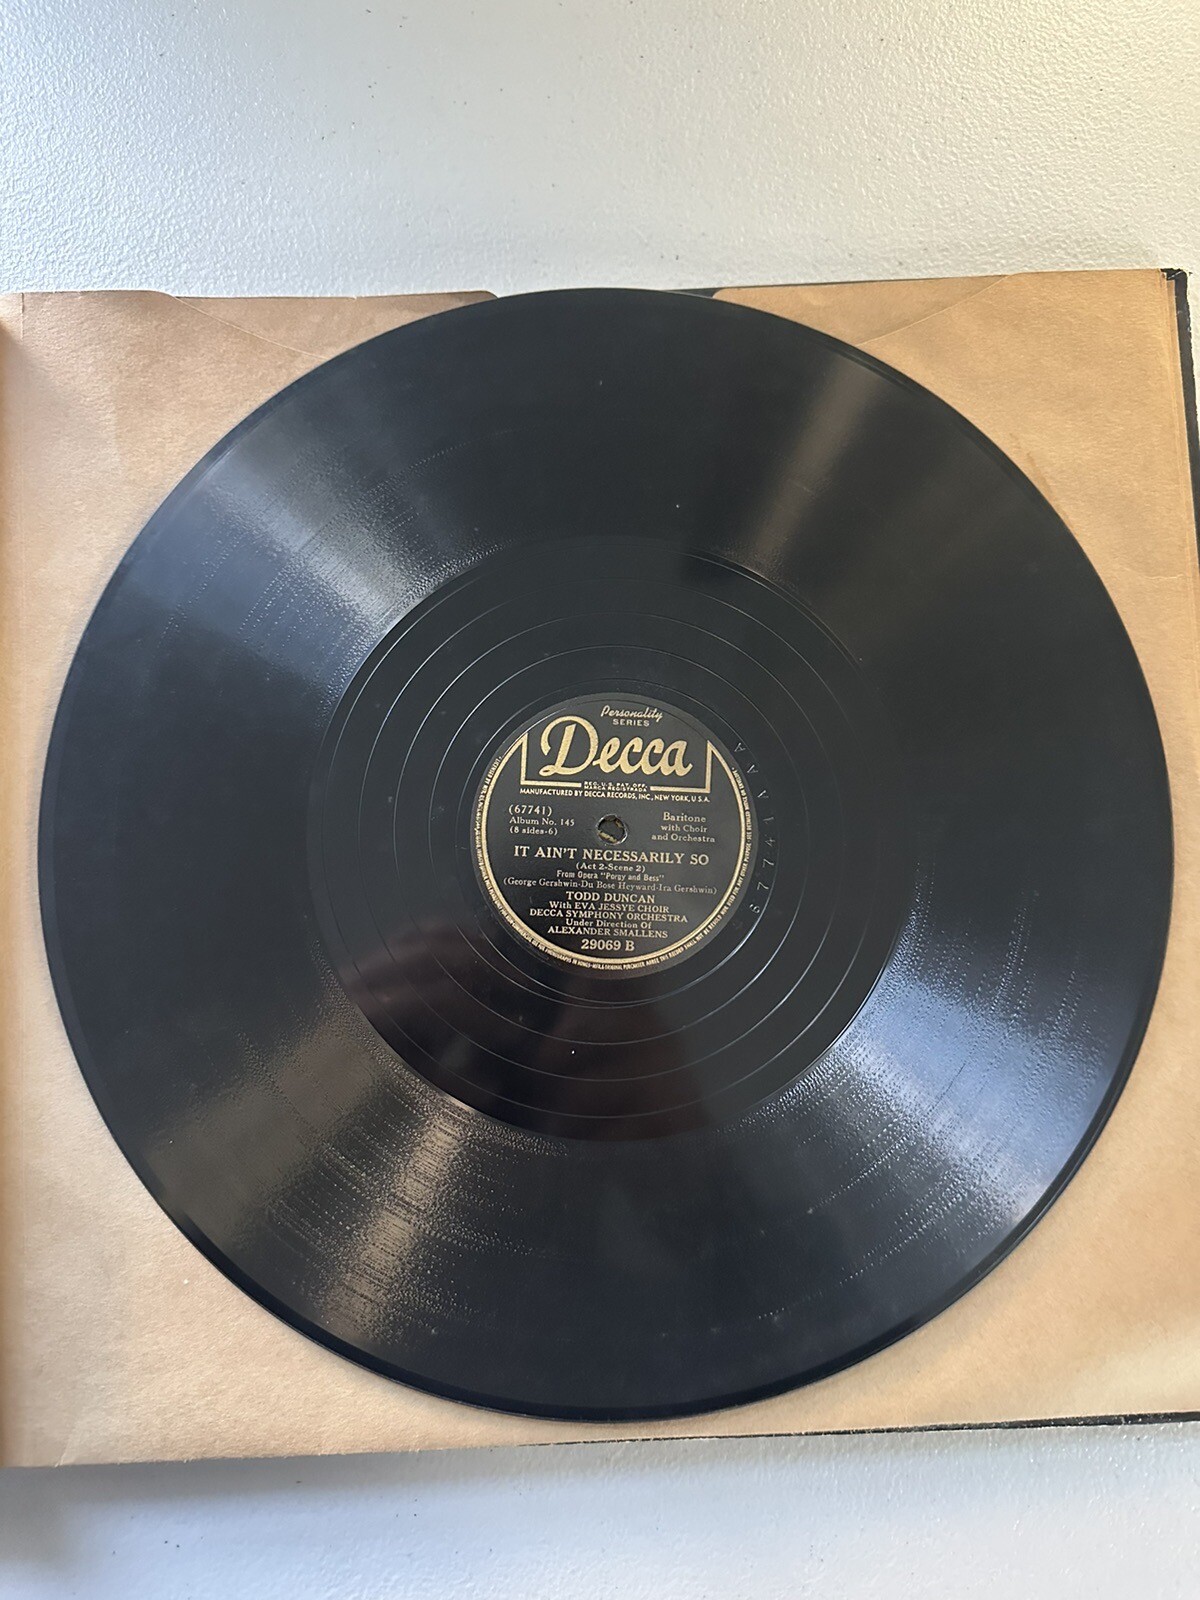 Personality
SERIES
Decca
REG. U.S. PAT. OFF.
MARCA REGISTRADA
MANUFACTURED BY DECCA RECORDS, INC., NEW YORK, U.S.A.
(67741)
Album No. 145
(8 sides-6)
Baritone
with Choir
and Orchestra
IT AIN'T NECESSARILY SO
(Act 2-Scene 2)
From Opera "Porgy and Bess"
(George Gershwin-Du Bose Heyward-Ira Gershwin)
TODD DUNCAN
With EVA JESSYE CHOIR
DECCA SYMPHONY ORCHESTRA
Under Direction Of
ALEXANDER SMALLENS
29069 B
67741 A A A